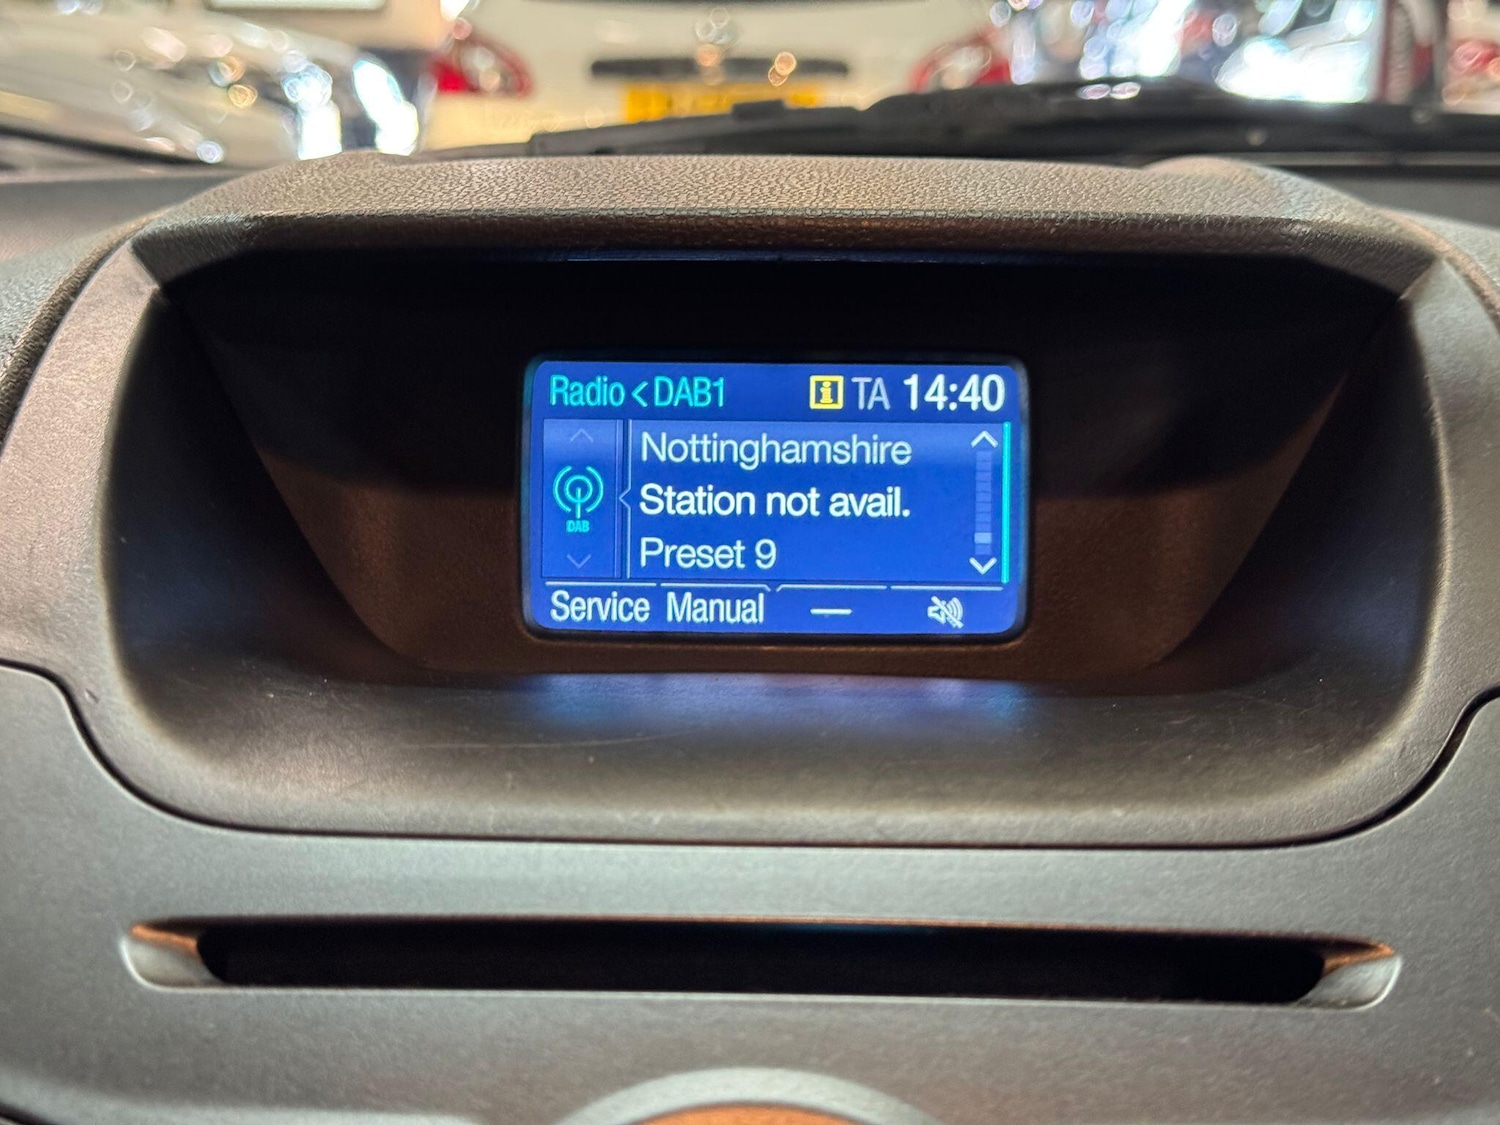 Radio < DAB1 i TA 14:40
Nottinghamshire
Station not avail.
DAB
Preset 9
Service Manual —